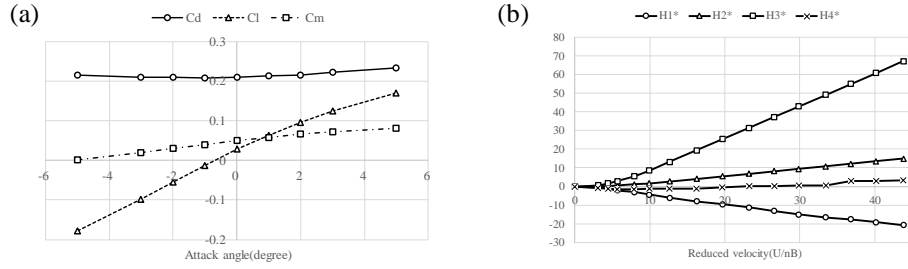 (a)
Cd Cl Cm
0.3
0.2
0.1
0
-0.1
-0.2
-6 -4 -2 0 2 4 6
Attack angle(degree)
(b)
H1* H2* H3* H4*
80
70
60
50
40
30
20
10
0
-10
-20
-30
0 10 20 30 40
Reduced velocity(U/nB)